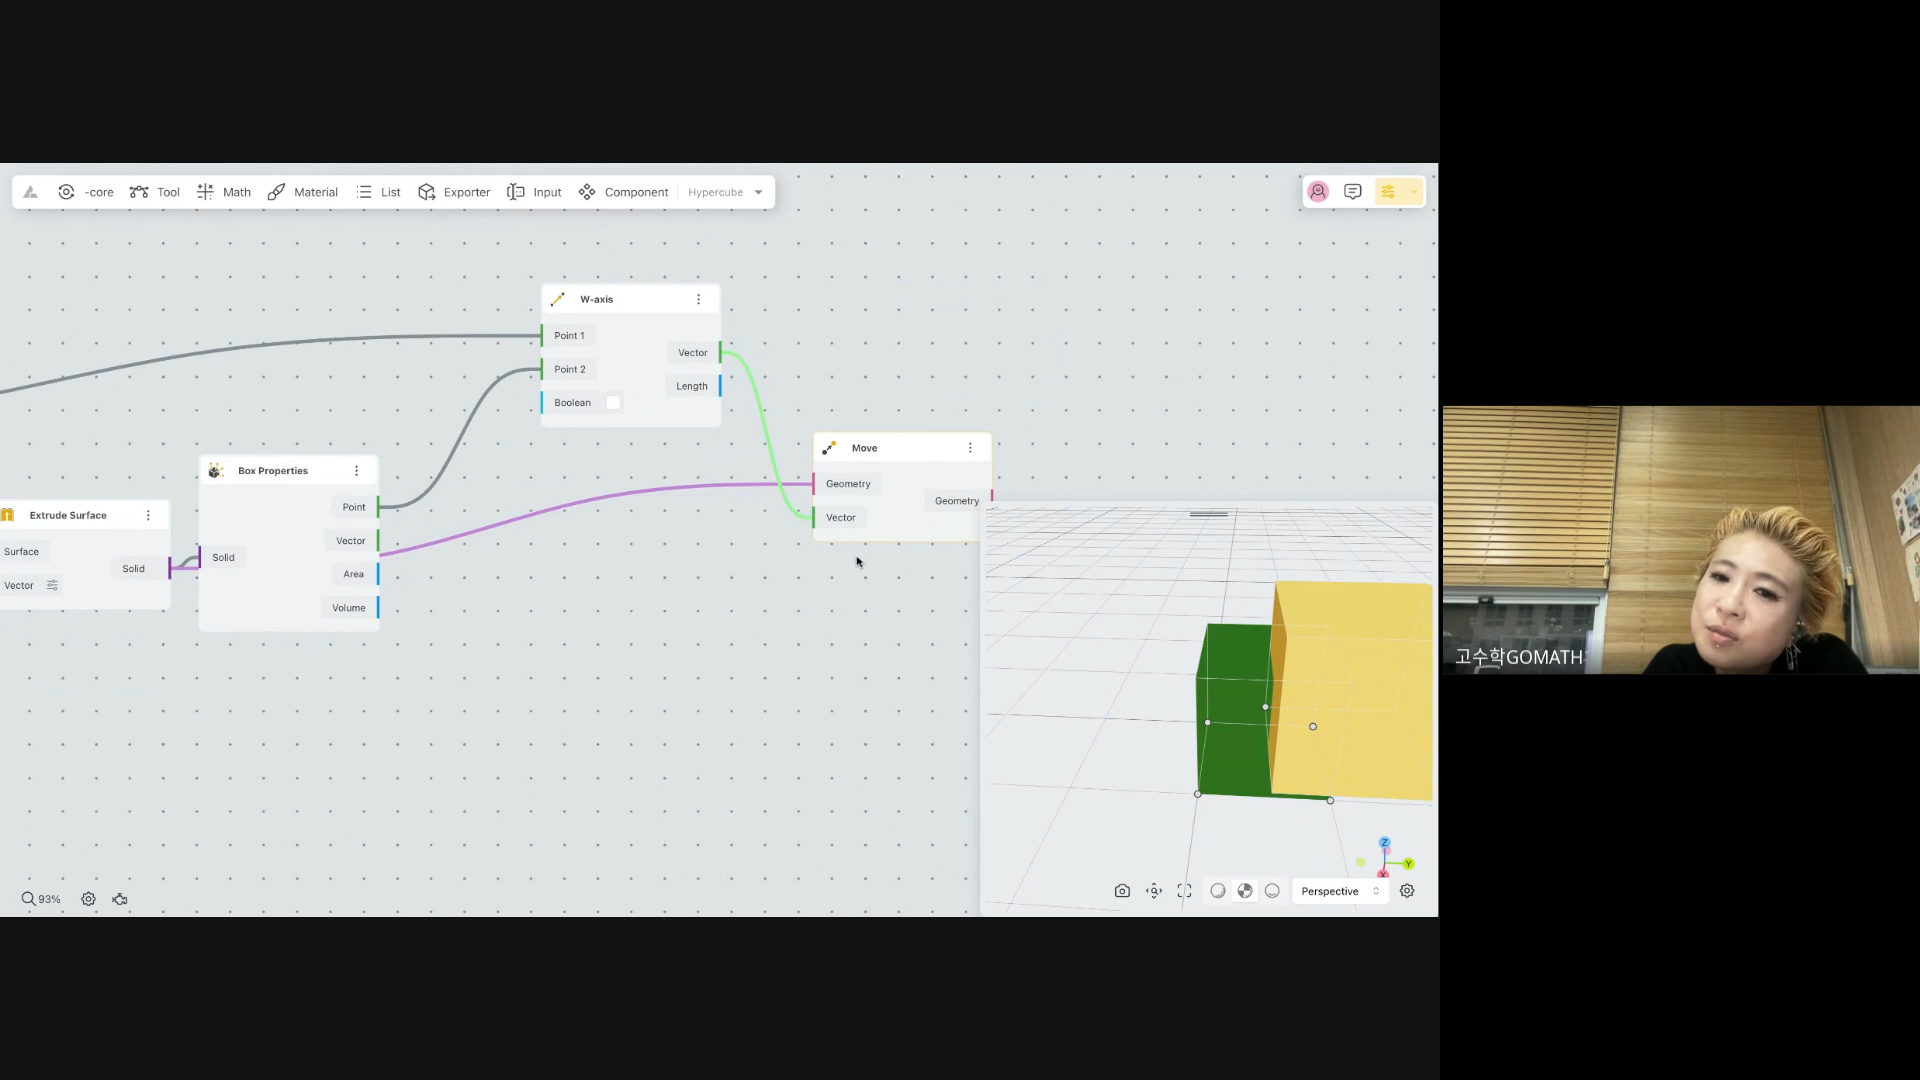 -core Tool Math Material List Exporter Input Component Hypercube
W-axis
Point 1
Vector
Point 2
Length
Boolean
Move
Geometry
Geometry
Vector
Box Properties
Point
Vector
Solid
Area
Volume
Extrude Surface
Surface
Solid
Vector
고수학GOMATH
Z
Y
X
93%
Perspective